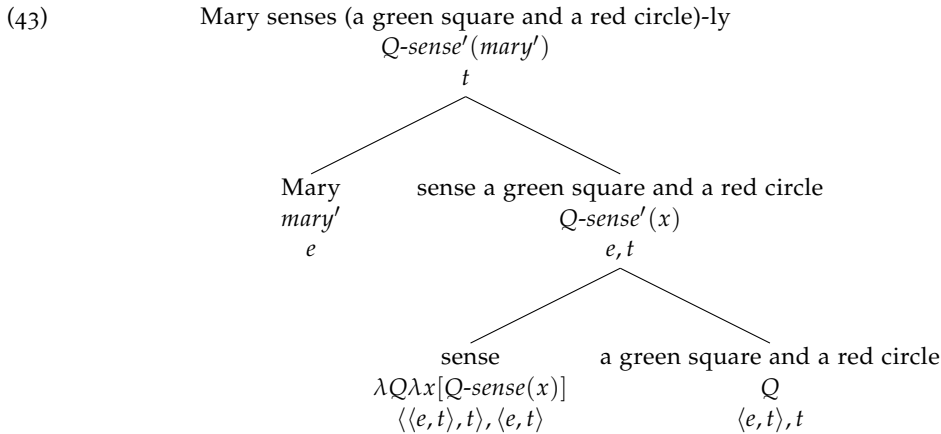 (43) Mary senses (a green square and a red circle)-ly
Q-sense′(mary′)
t
Mary sense a green square and a red circle
mary′ Q-sense′(x)
e e, t
sense a green square and a red circle
λQλx[Q-sense(x)] Q
⟨⟨e, t⟩, t⟩, ⟨e, t⟩ ⟨e, t⟩, t